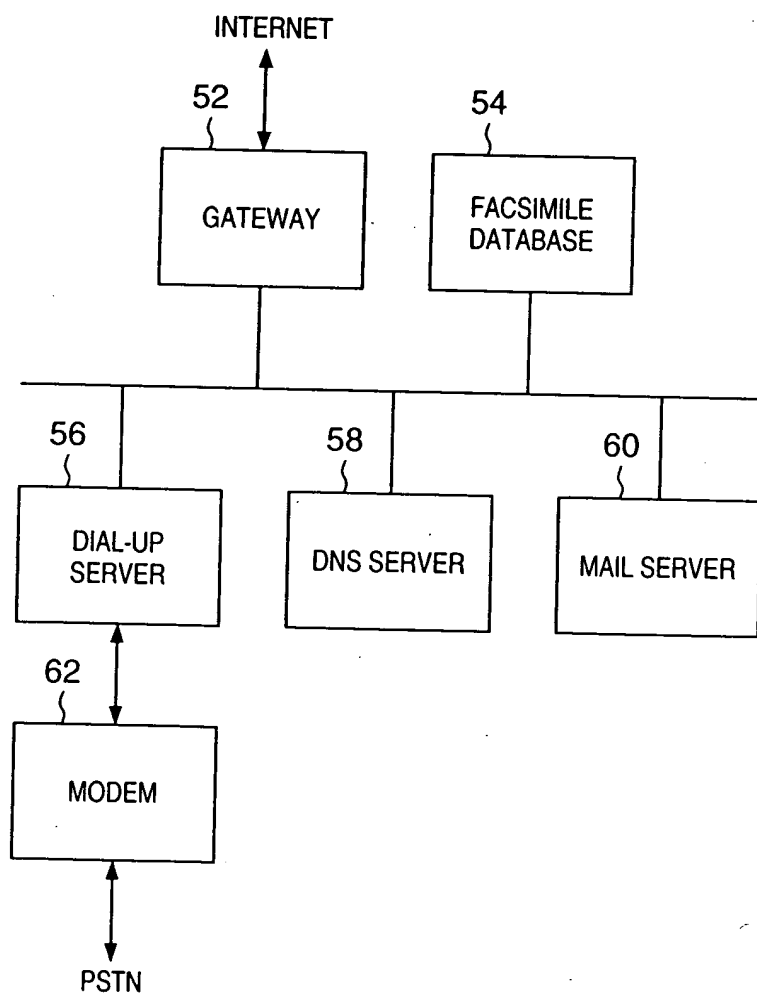 INTERNET
52
54
GATEWAY
FACSIMILE
DATABASE
56
58
60
DIAL-UP
SERVER
DNS SERVER
MAIL SERVER
62
MODEM
PSTN